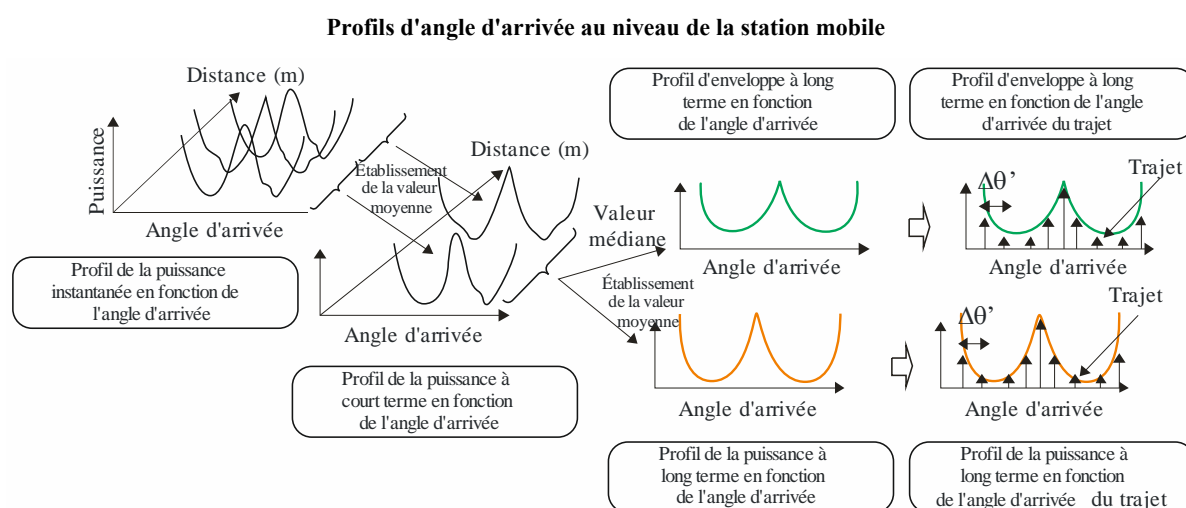 Profils d'angle d'arrivée au niveau de la station mobile
Distance (m)
Puissance
Angle d'arrivée
Profil de la puissance
instantanée en fonction de
l'angle d'arrivée
Établissement
de la valeur
moyenne
Distance (m)
Angle d'arrivée
Profil de la puissance à
court terme en fonction
de l'angle d'arrivée
Valeur
médiane
Établissement
de la valeur
moyenne
Profil d'enveloppe à long
terme en fonction
de l'angle d'arrivée
Angle d'arrivée
Profil d'enveloppe à long
terme en fonction de l'angle
d'arrivée du trajet
Δθ’
Trajet
Angle d'arrivée
Angle d'arrivée
Profil de la puissance à
long terme en fonction
de l'angle d'arrivée
Δθ’
Trajet
Angle d'arrivée
Profil de la puissance à
long terme en fonction
de l'angle d'arrivée du trajet